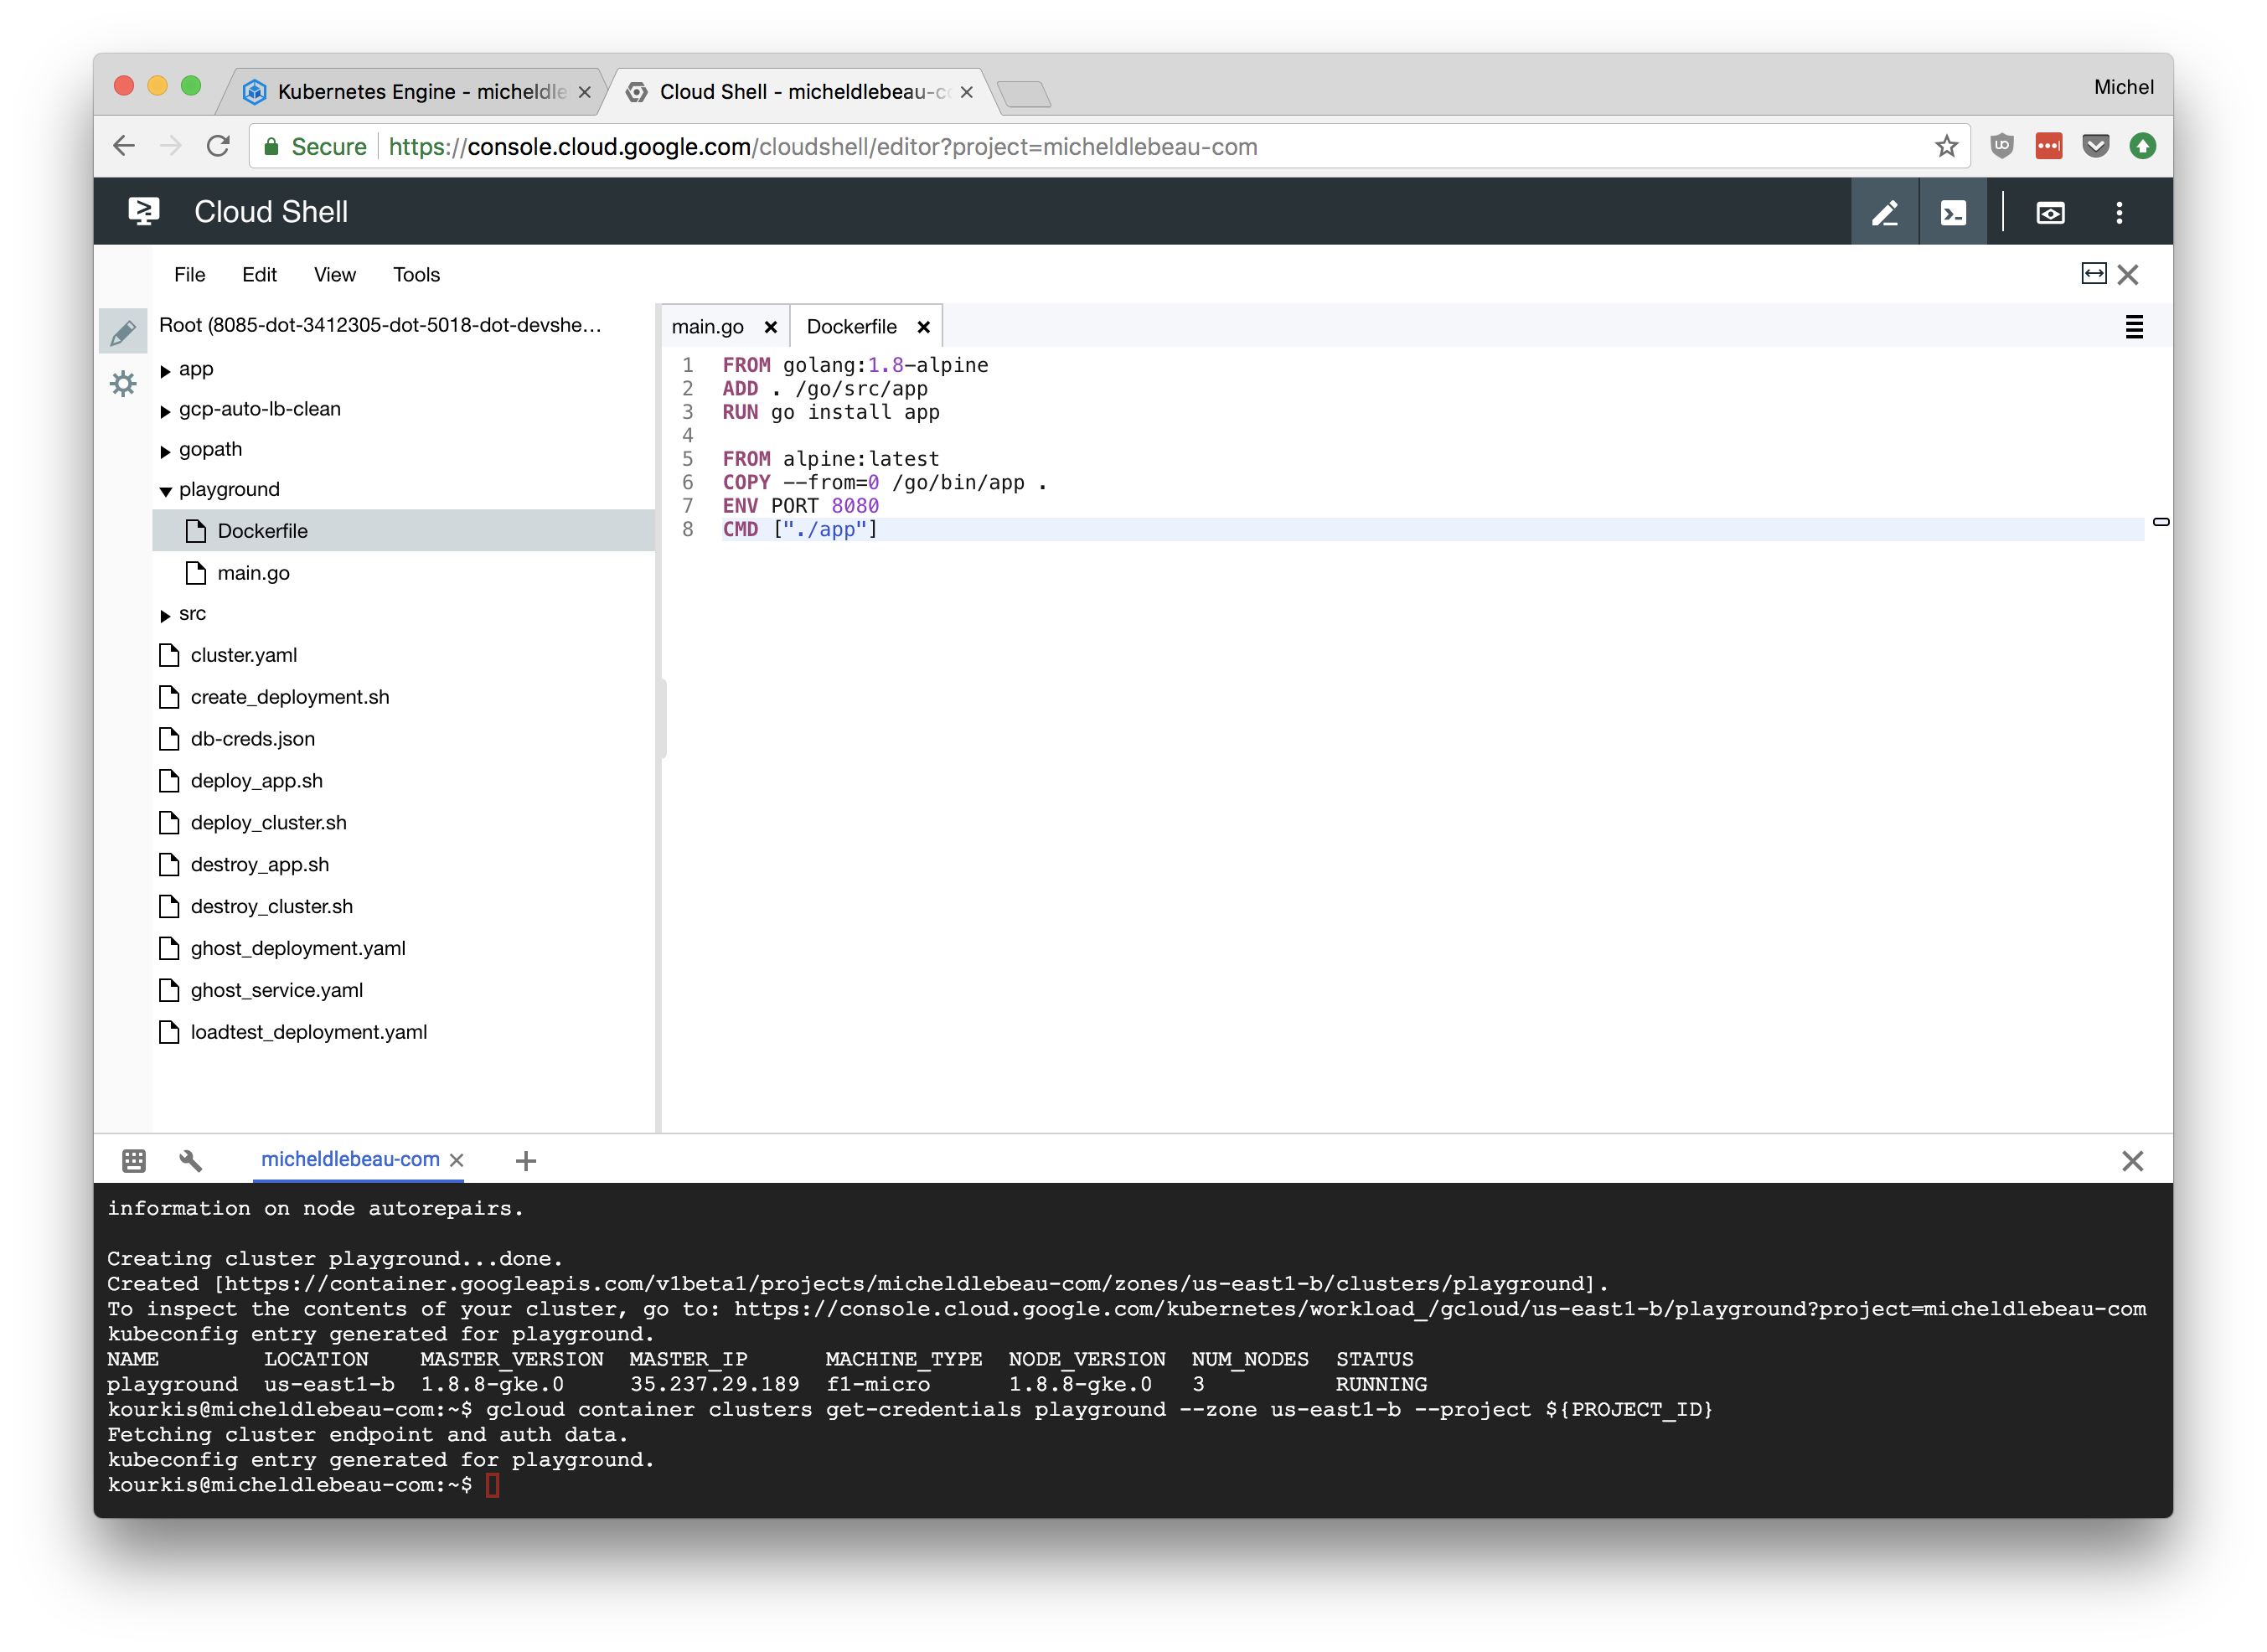 Kubernetes Engine - micheldle
Cloud Shell - micheldlebeau-c
Michel
Secure https://console.cloud.google.com/cloudshell/editor?project=micheldlebeau-com
Cloud Shell
File Edit View Tools
Root (8085-dot-3412305-dot-5018-dot-devshe...
app
gcp-auto-lb-clean
gopath
playground
Dockerfile
main.go
src
cluster.yaml
create_deployment.sh
db-creds.json
deploy_app.sh
deploy_cluster.sh
destroy_app.sh
destroy_cluster.sh
ghost_deployment.yaml
ghost_service.yaml
loadtest_deployment.yaml
main.go Dockerfile
1 FROM golang:1.8-alpine
2 ADD . /go/src/app
3 RUN go install app
4
5 FROM alpine:latest
6 COPY --from=0 /go/bin/app .
7 ENV PORT 8080
8 CMD ["./app"]
micheldlebeau-com
information on node autorepairs.
Creating cluster playground...done.
Created [https://container.googleapis.com/v1beta1/projects/micheldlebeau-com/zones/us-east1-b/clusters/playground].
To inspect the contents of your cluster, go to: https://console.cloud.google.com/kubernetes/workload_/gcloud/us-east1-b/playground?project=micheldlebeau-com
kubeconfig entry generated for playground.
NAME LOCATION MASTER_VERSION MASTER_IP MACHINE_TYPE NODE_VERSION NUM_NODES STATUS
playground us-east1-b 1.8.8-gke.0 35.237.29.189 f1-micro 1.8.8-gke.0 3 RUNNING
kourkis@micheldlebeau-com:~$ gcloud container clusters get-credentials playground --zone us-east1-b --project ${PROJECT_ID}
Fetching cluster endpoint and auth data.
kubeconfig entry generated for playground.
kourkis@micheldlebeau-com:~$